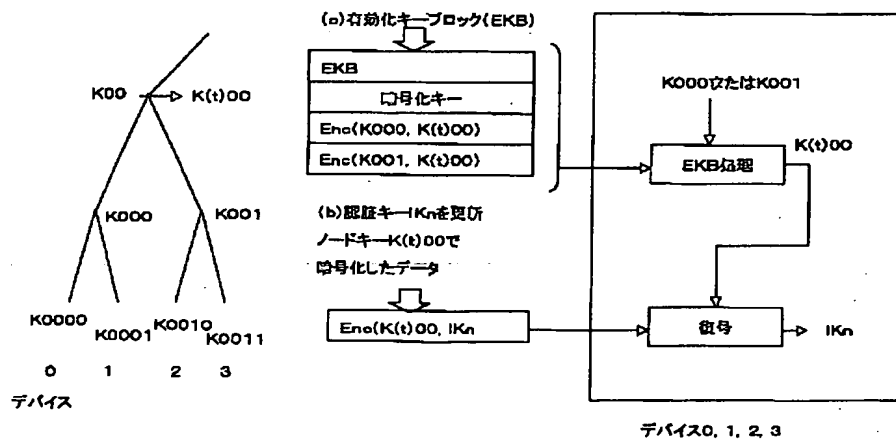 K00
K(t)00
K000
K001
K0000
K0001
K0010
K0011
0
1
2
3
デバイス
(a)有効化キーブロック(EKB)
EKB
暗号化キー
Enc(K000, K(t)00)
Enc(K001, K(t)00)
(b)認証キーIKnを更新
ノードキーK(t)00で
暗号化したデータ
Enc(K(t)00, IKn
K000またはK001
K(t)00
EKB処理
復号
IKn
デバイス0, 1, 2, 3